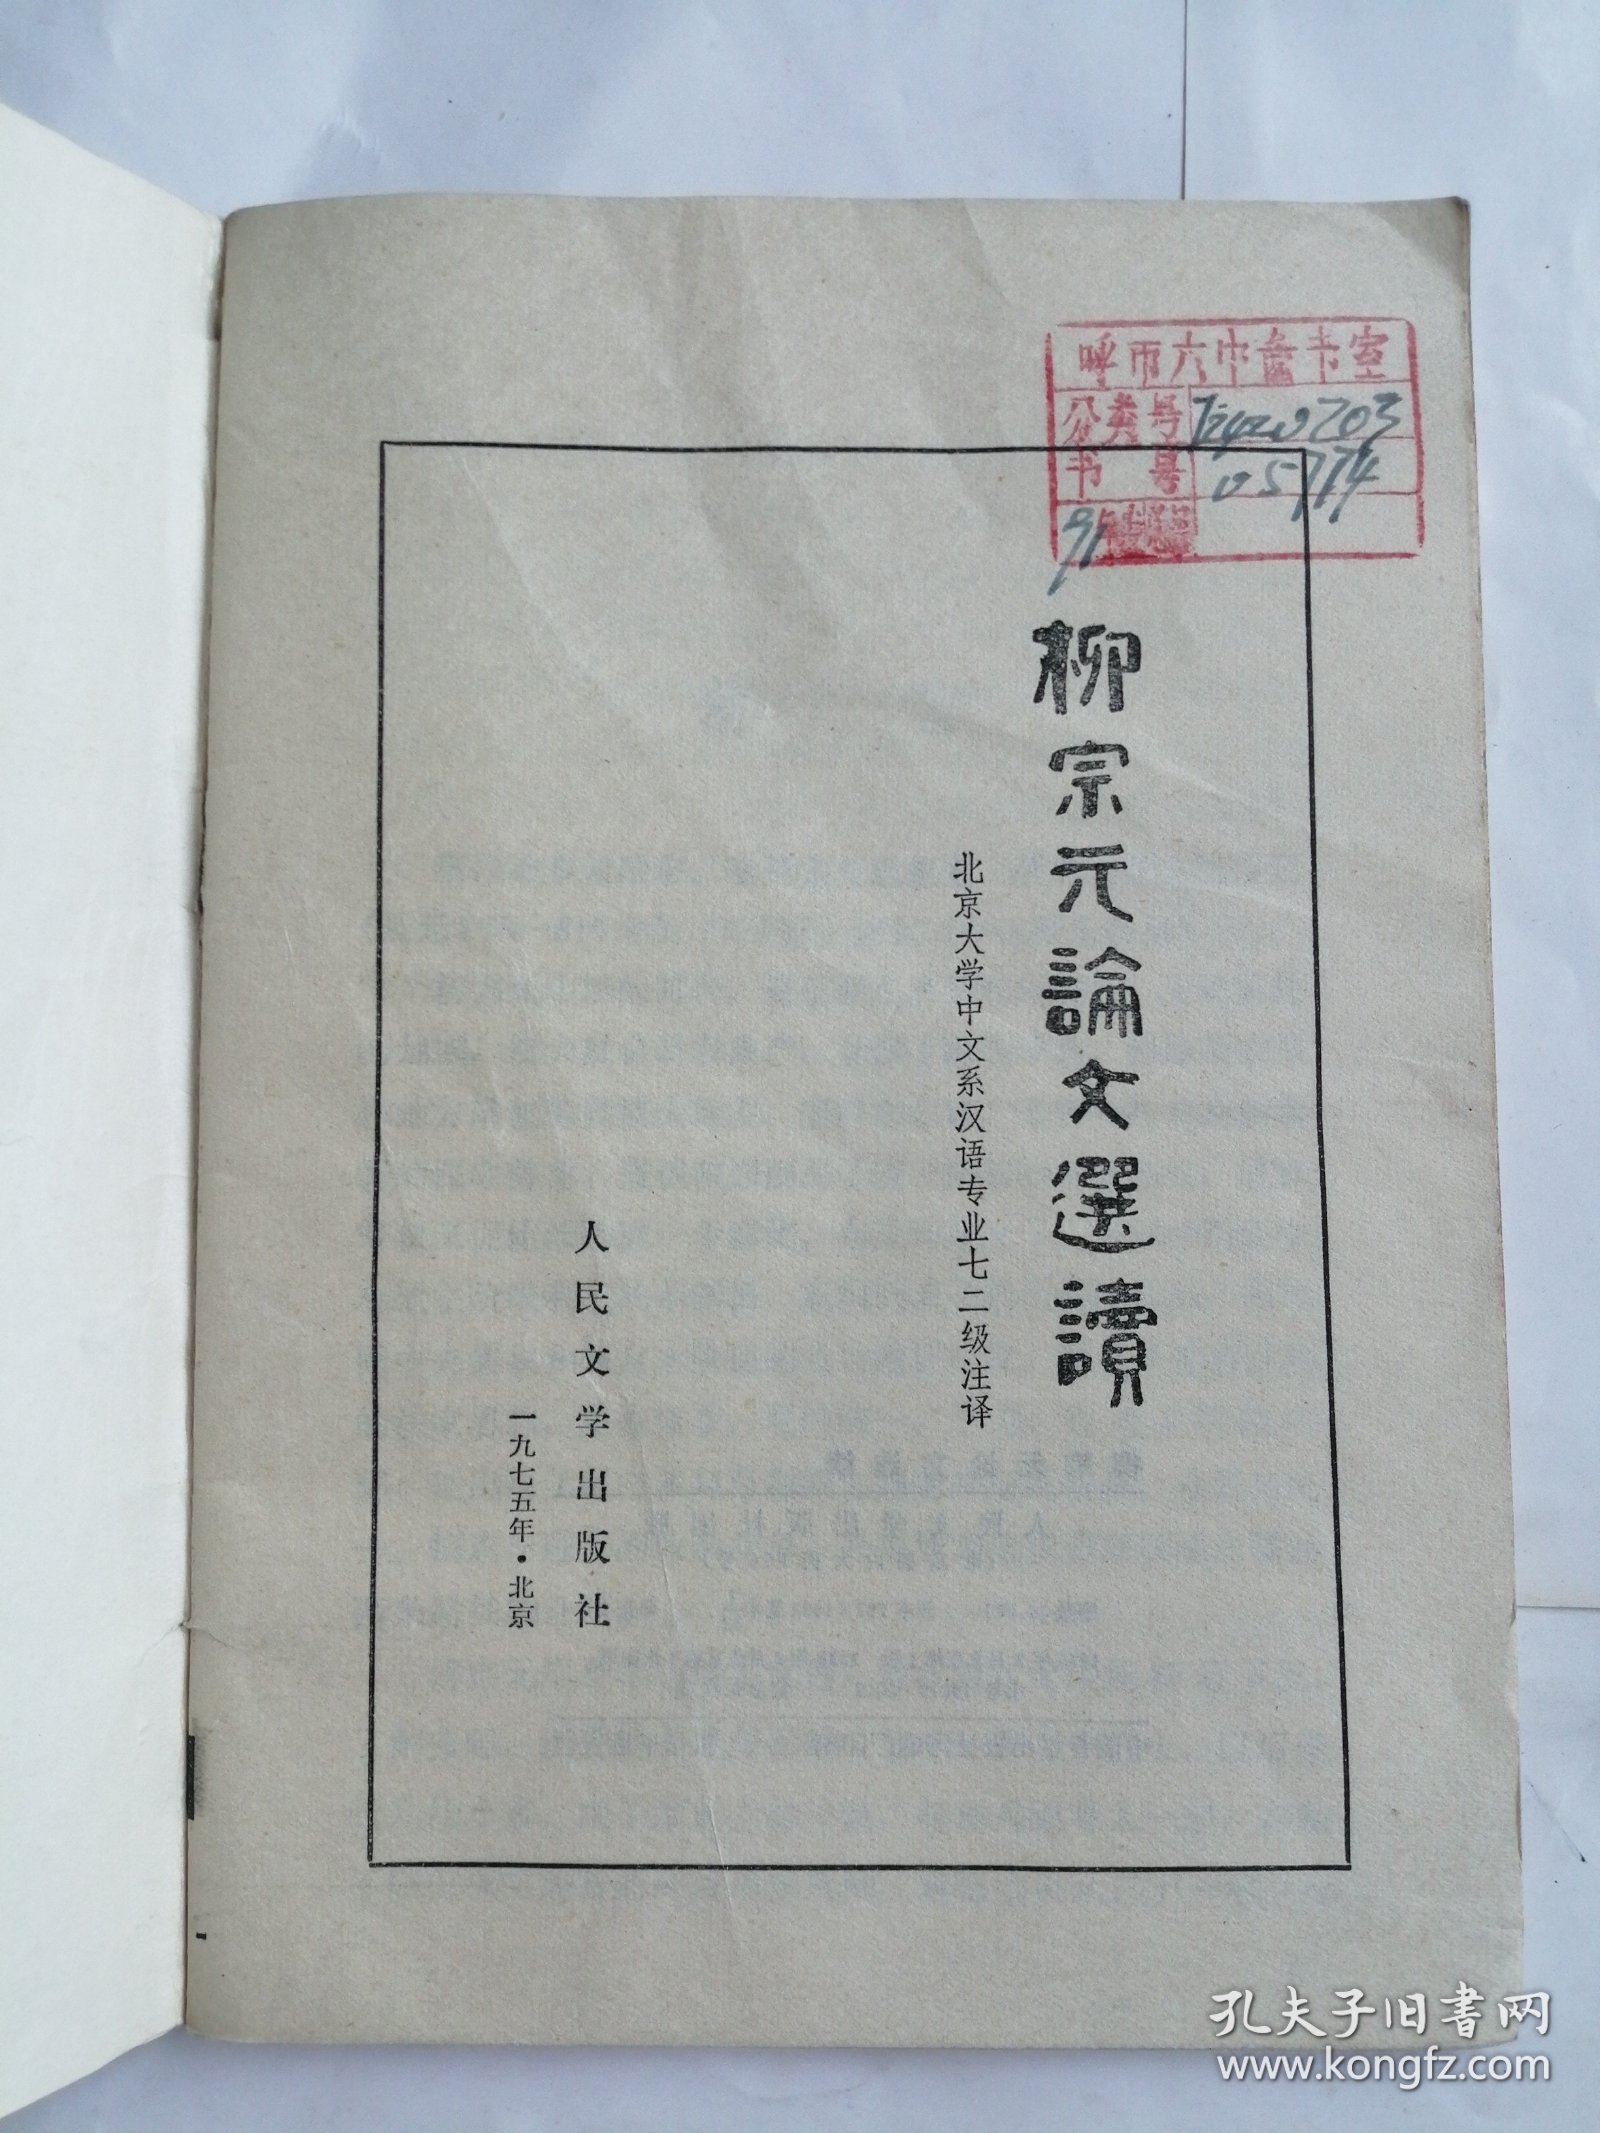 呼市六中图书室
分类号
书 号 05774
91
柳宗元論文選讀
北京大学中文系汉语专业七二级注译
人民文学出版社
一九七五年·北京
孔夫子旧书网
www.kongfz.com